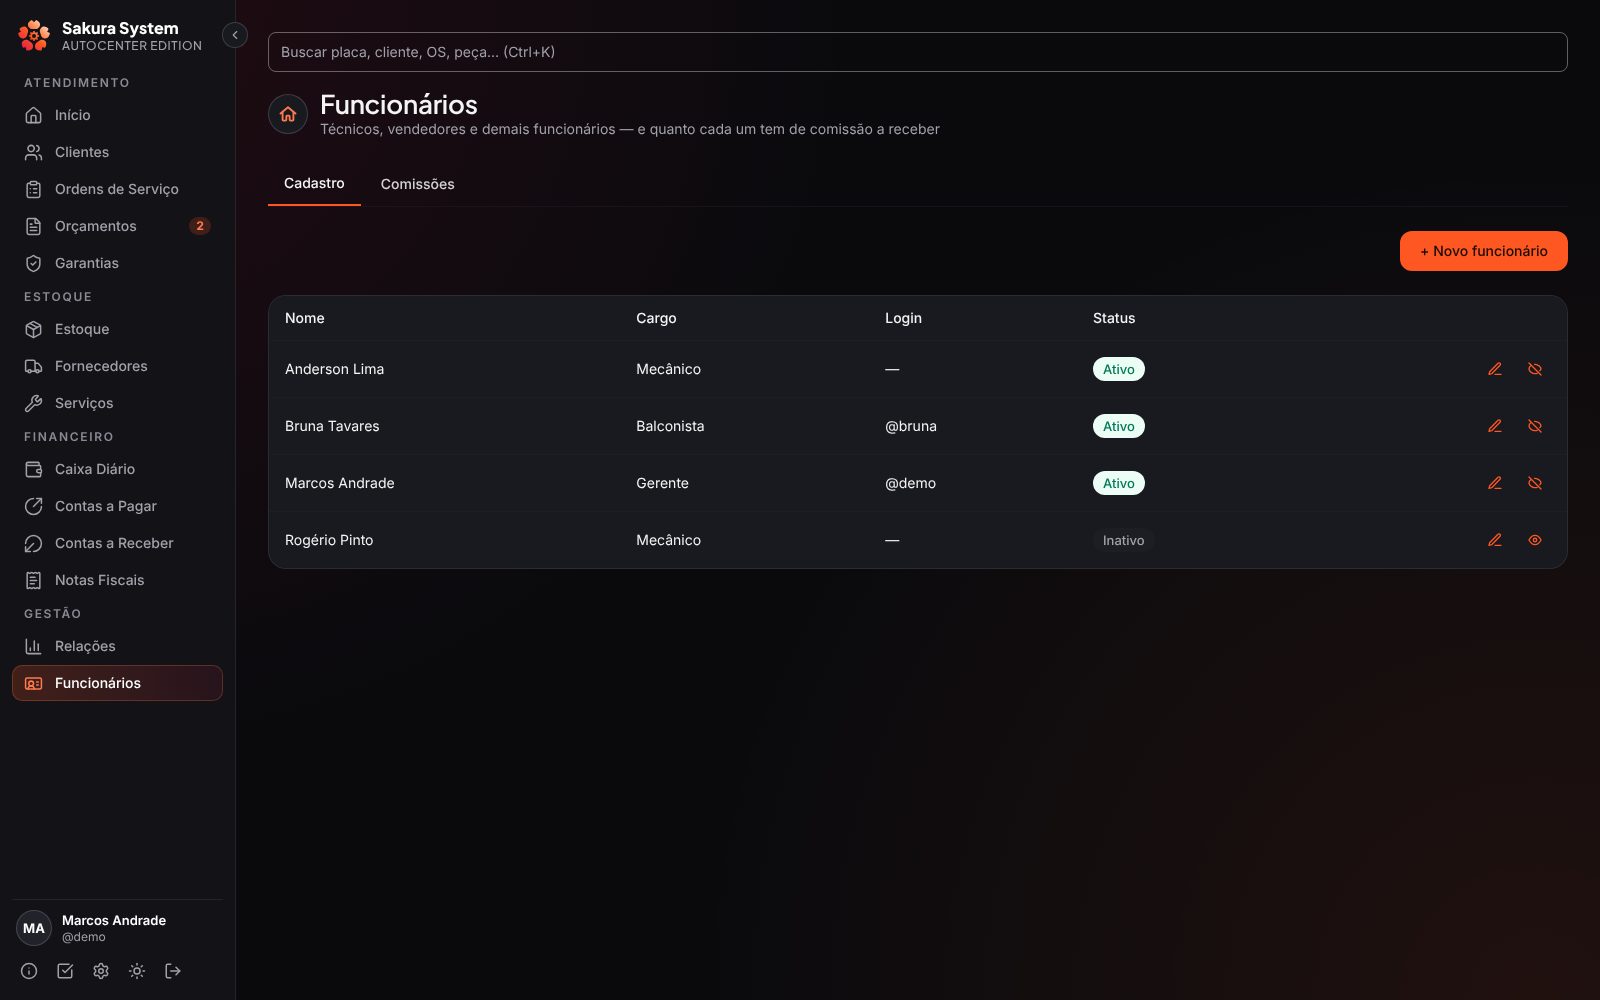 Sakura System
AUTOCENTER EDITION
ATENDIMENTO
Início
Clientes
Ordens de Serviço
Orçamentos 2
Garantias
ESTOQUE
Estoque
Fornecedores
Serviços
FINANCEIRO
Caixa Diário
Contas a Pagar
Contas a Receber
Notas Fiscais
GESTÃO
Relações
Funcionários
MA
Marcos Andrade
@demo
Buscar placa, cliente, OS, peça... (Ctrl+K)
Funcionários
Técnicos, vendedores e demais funcionários — e quanto cada um tem de comissão a receber
Cadastro Comissões
+ Novo funcionário
Nome Cargo Login Status
Anderson Lima Mecânico — Ativo
Bruna Tavares Balconista @bruna Ativo
Marcos Andrade Gerente @demo Ativo
Rogério Pinto Mecânico — Inativo